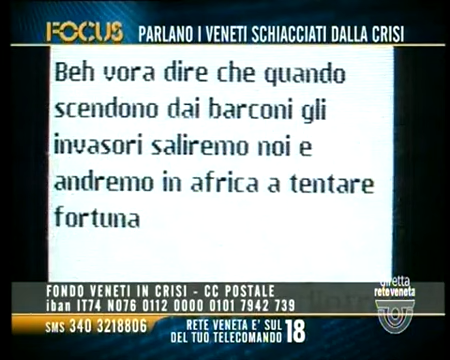 FOCUS PARLANO I VENETI SCHIACCIATI DALLA CRISI
Beh vora dire che quando
scendono dai barconi gli
invasori saliremo noi e
andremo in africa a tentare
fortuna
FONDO VENETI IN CRISI - CC POSTALE
iban IT74 N076 0112 0000 0101 7942 739
diretta
reteveneta
SMS 340 3218806
RETE VENETA E' SUL
DEL TUO TELECOMANDO 18